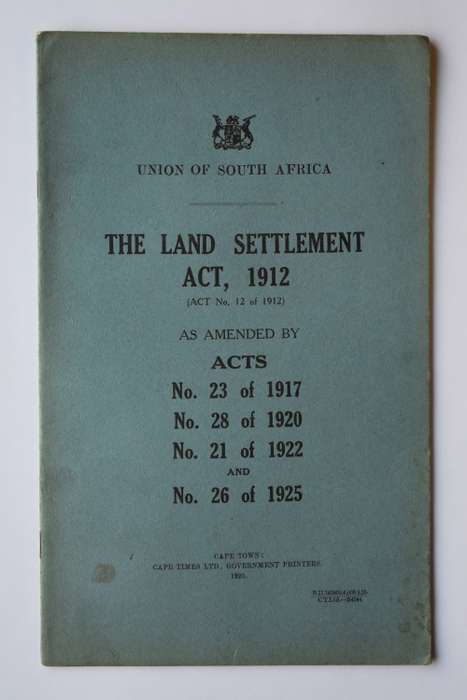 UNION OF SOUTH AFRICA
THE LAND SETTLEMENT
ACT, 1912
(ACT No. 12 of 1912)
AS AMENDED BY
ACTS
No. 23 of 1917
No. 28 of 1920
No. 21 of 1922
AND
No. 26 of 1925
CAPE TOWN:
CAPE TIMES LTD., GOVERNMENT PRINTERS.